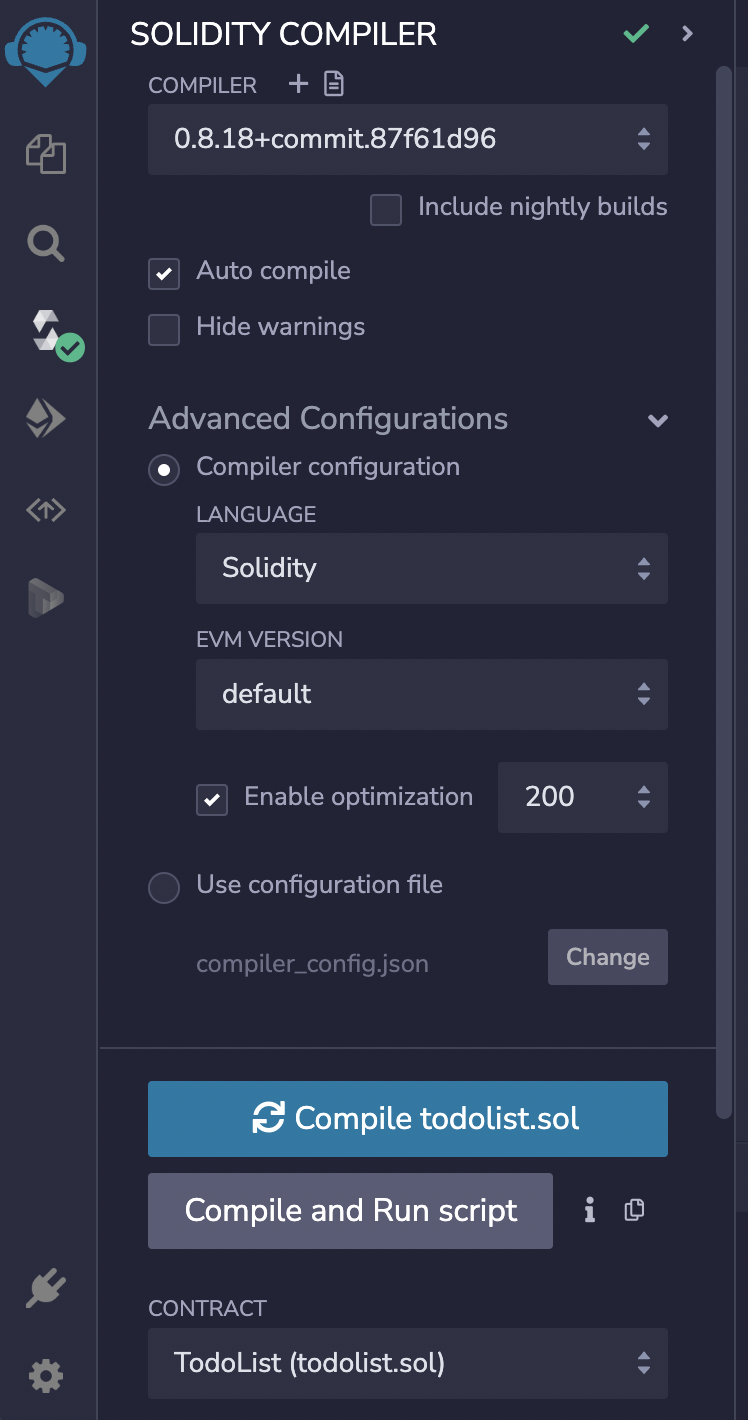 SOLIDITY COMPILER
COMPILER
0.8.18+commit.87f61d96
Include nightly builds
Auto compile
Hide warnings
Advanced Configurations
Compiler configuration
LANGUAGE
Solidity
EVM VERSION
default
Enable optimization 200
Use configuration file
compiler_config.json Change
Compile todolist.sol
Compile and Run script
CONTRACT
TodoList (todolist.sol)